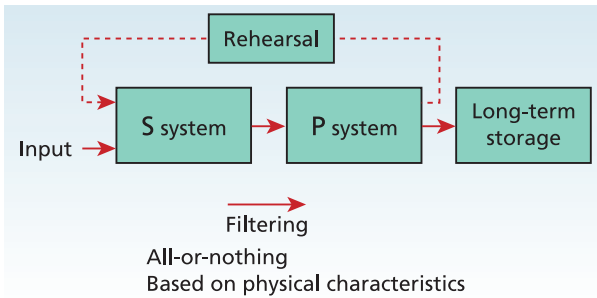 Rehearsal
S system
P system
Long-term
storage
Input
Filtering
All-or-nothing
Based on physical characteristics